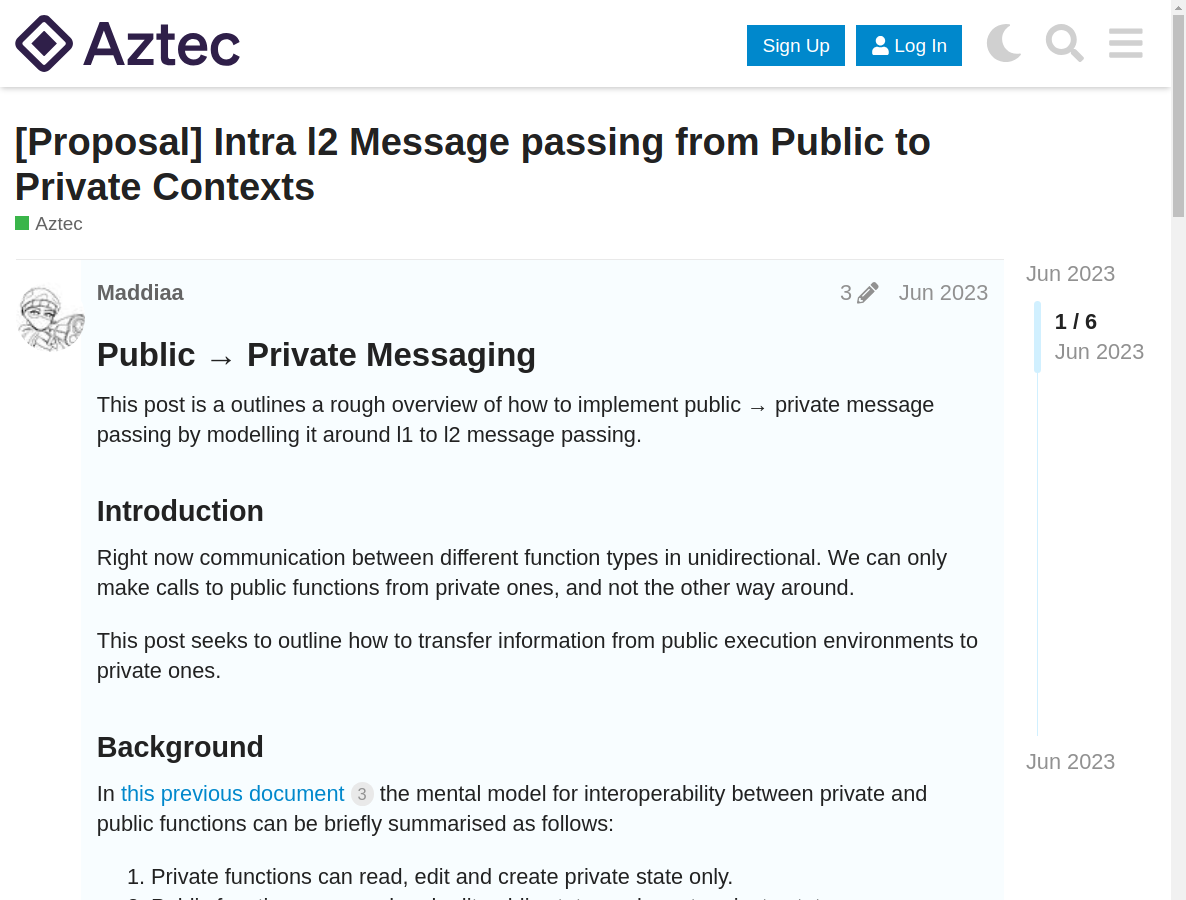 Aztec
Sign Up
Log In
[Proposal] Intra l2 Message passing from Public to
Private Contexts
Aztec
Maddiaa
3
Jun 2023
Jun 2023
1 / 6
Jun 2023
Public → Private Messaging
This post is a outlines a rough overview of how to implement public → private message
passing by modelling it around l1 to l2 message passing.
Introduction
Right now communication between different function types in unidirectional. We can only
make calls to public functions from private ones, and not the other way around.
This post seeks to outline how to transfer information from public execution environments to
private ones.
Background
Jun 2023
In this previous document 3 the mental model for interoperability between private and
public functions can be briefly summarised as follows:
1. Private functions can read, edit and create private state only.